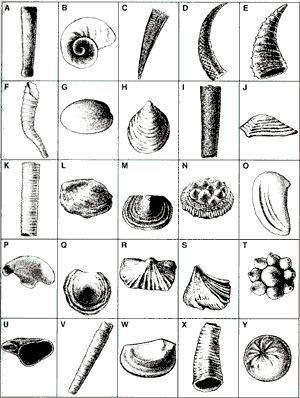 A B C D E
F G H I J
K L M N O
P Q R S T
U V W X Y